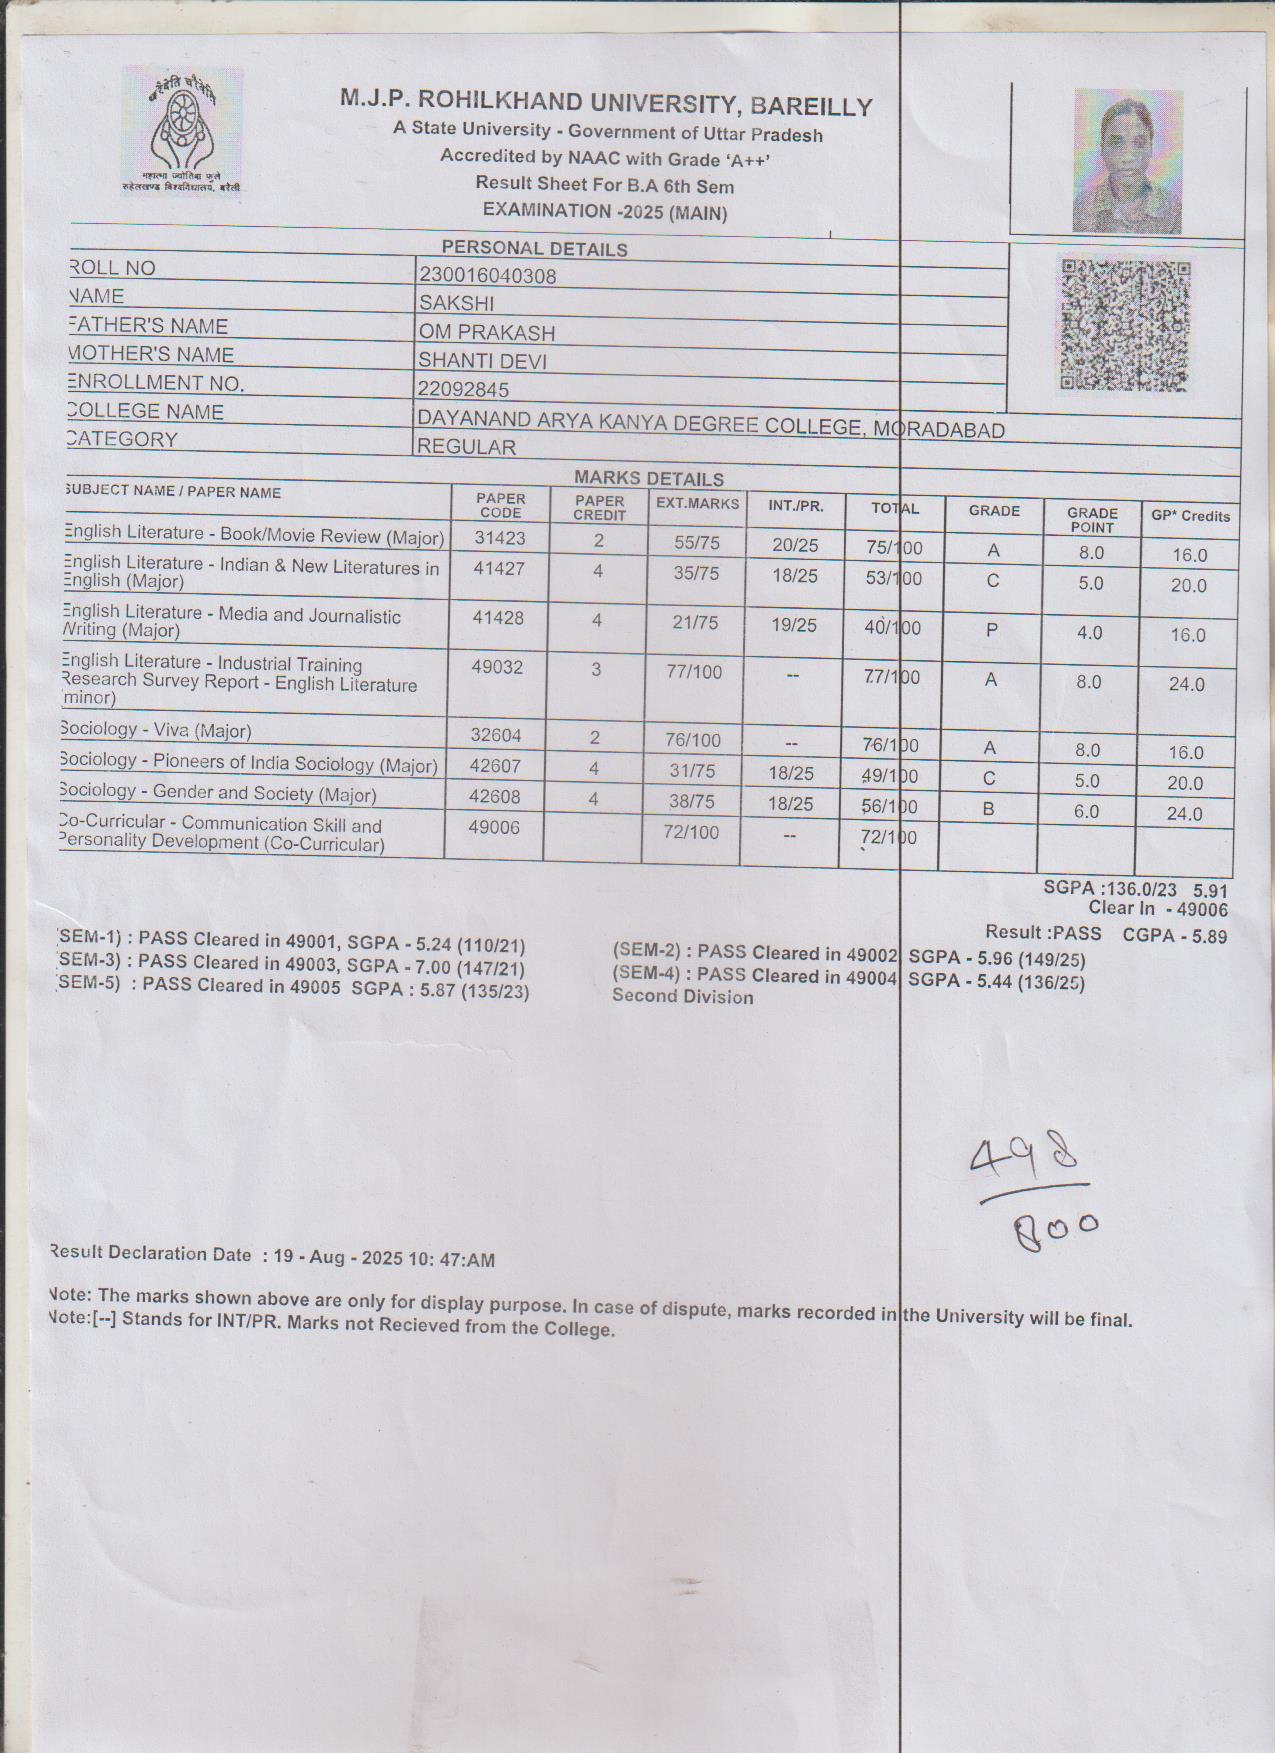 चरैवेति चरैवेति
महात्मा ज्योतिबा फुले
रुहेलखण्ड विश्वविद्यालय, बरेली
M.J.P. ROHILKHAND UNIVERSITY, BAREILLY
A State University - Government of Uttar Pradesh
Accredited by NAAC with Grade ‘A++’
Result Sheet For B.A 6th Sem
EXAMINATION -2025 (MAIN)
PERSONAL DETAILS
ROLL NO 230016040308
NAME SAKSHI
FATHER'S NAME OM PRAKASH
MOTHER'S NAME SHANTI DEVI
ENROLLMENT NO. 22092845
COLLEGE NAME DAYANAND ARYA KANYA DEGREE COLLEGE, MORADABAD
CATEGORY REGULAR
MARKS DETAILS
SUBJECT NAME / PAPER NAME PAPER CODE PAPER CREDIT EXT.MARKS INT./PR. TOTAL GRADE GRADE POINT GP* Credits
English Literature - Book/Movie Review (Major) 31423 2 55/75 20/25 75/100 A 8.0 16.0
English Literature - Indian & New Literatures in
English (Major) 41427 4 35/75 18/25 53/100 C 5.0 20.0
English Literature - Media and Journalistic
Writing (Major) 41428 4 21/75 19/25 40/100 P 4.0 16.0
English Literature - Industrial Training
Research Survey Report - English Literature
(minor) 49032 3 77/100 -- 77/100 A 8.0 24.0
Sociology - Viva (Major) 32604 2 76/100 -- 76/100 A 8.0 16.0
Sociology - Pioneers of India Sociology (Major) 42607 4 31/75 18/25 49/100 C 5.0 20.0
Sociology - Gender and Society (Major) 42608 4 38/75 18/25 56/100 B 6.0 24.0
Co-Curricular - Communication Skill and
Personality Development (Co-Curricular) 49006 72/100 -- 72/100
SGPA :136.0/23 5.91
Clear In - 49006
Result :PASS CGPA - 5.89
(SEM-1) : PASS Cleared in 49001, SGPA - 5.24 (110/21) (SEM-2) : PASS Cleared in 49002 SGPA - 5.96 (149/25)
(SEM-3) : PASS Cleared in 49003, SGPA - 7.00 (147/21) (SEM-4) : PASS Cleared in 49004 SGPA - 5.44 (136/25)
(SEM-5) : PASS Cleared in 49005 SGPA : 5.87 (135/23) Second Division
498
800
Result Declaration Date : 19 - Aug - 2025 10: 47:AM
Note: The marks shown above are only for display purpose. In case of dispute, marks recorded in the University will be final.
Note:[--] Stands for INT/PR. Marks not Recieved from the College.